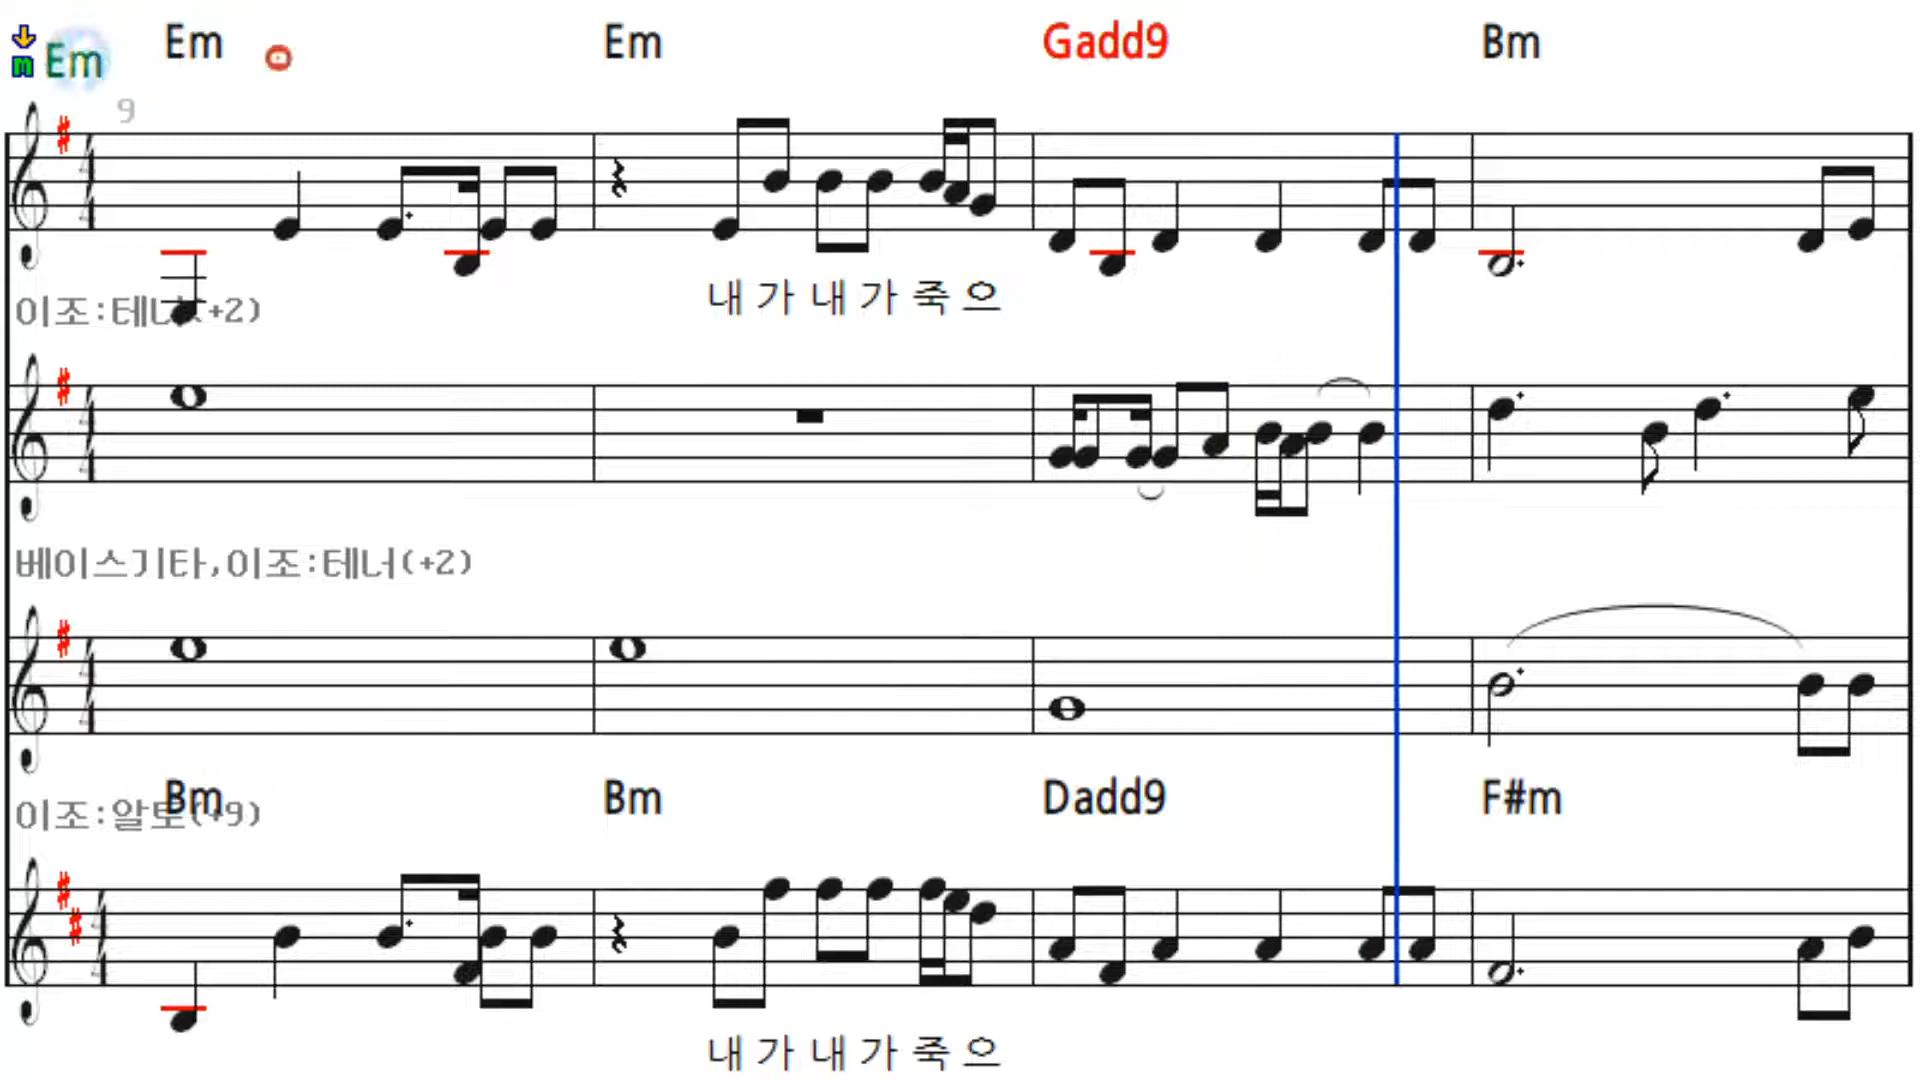 Em Em Em Gadd9 Bm
m
9
내 가 내 가 죽 으
이조:테너(+2)
베이스기타,이조:테너(+2)
Bm Bm Dadd9 F#m
이조:알토(+9)
내 가 내 가 죽 으